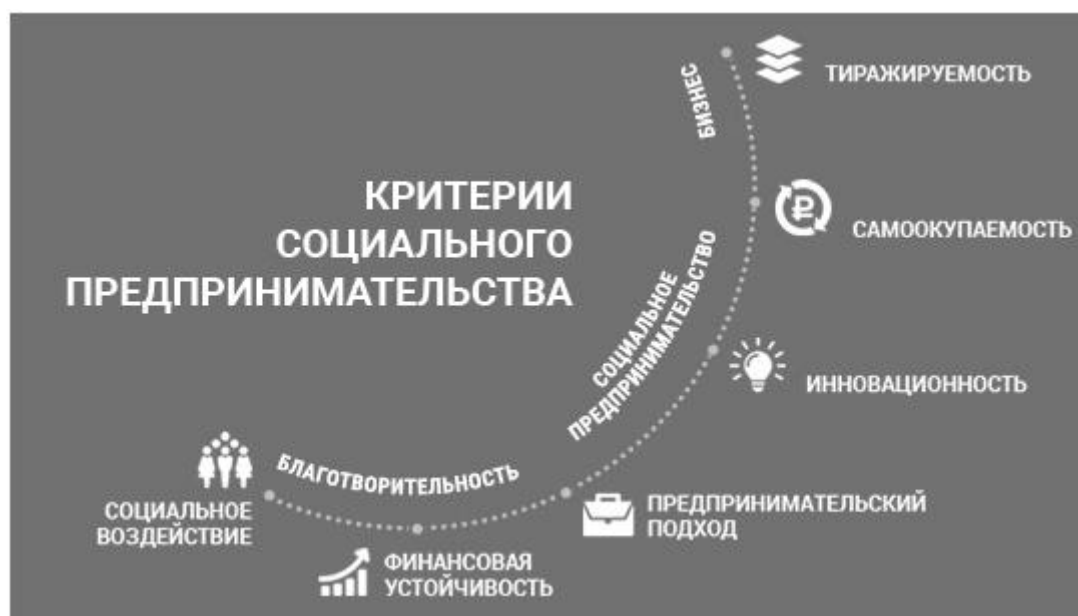 КРИТЕРИИ
СОЦИАЛЬНОГО
ПРЕДПРИНИМАТЕЛЬСТВА
БИЗНЕС
ТИРАЖИРУЕМОСТЬ
САМООКУПАЕМОСТЬ
СОЦИАЛЬНОЕ
ПРЕДПРИНИМАТЕЛЬСТВО
ИННОВАЦИОННОСТЬ
БЛАГОТВОРИТЕЛЬНОСТЬ
СОЦИАЛЬНОЕ
ВОЗДЕЙСТВИЕ
ПРЕДПРИНИМАТЕЛЬСКИЙ
ПОДХОД
ФИНАНСОВАЯ
УСТОЙЧИВОСТЬ